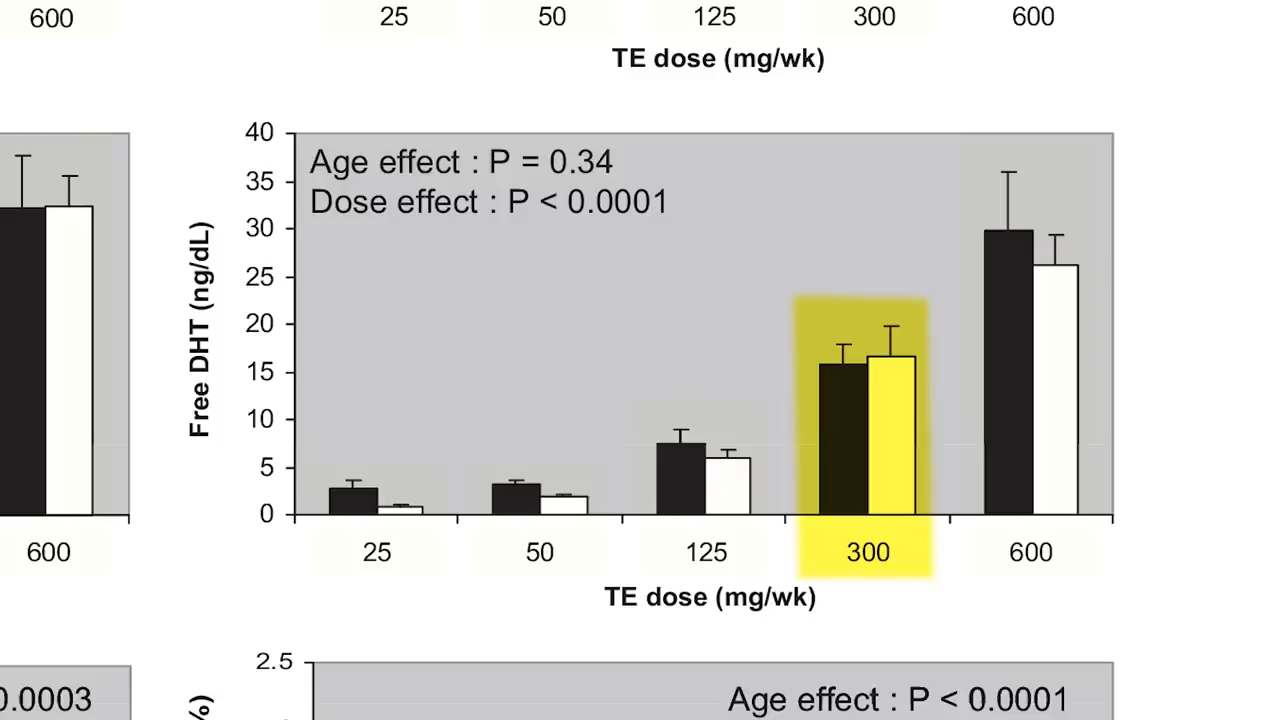 600
25 50 125 300 600
TE dose (mg/wk)
40
Age effect : P = 0.34
35
Dose effect : P < 0.0001
30
25
20
15
10
5
0
Free DHT (ng/dL)
600
25 50 125 300 600
TE dose (mg/wk)
2.5
0.0003
Age effect : P < 0.0001
%)